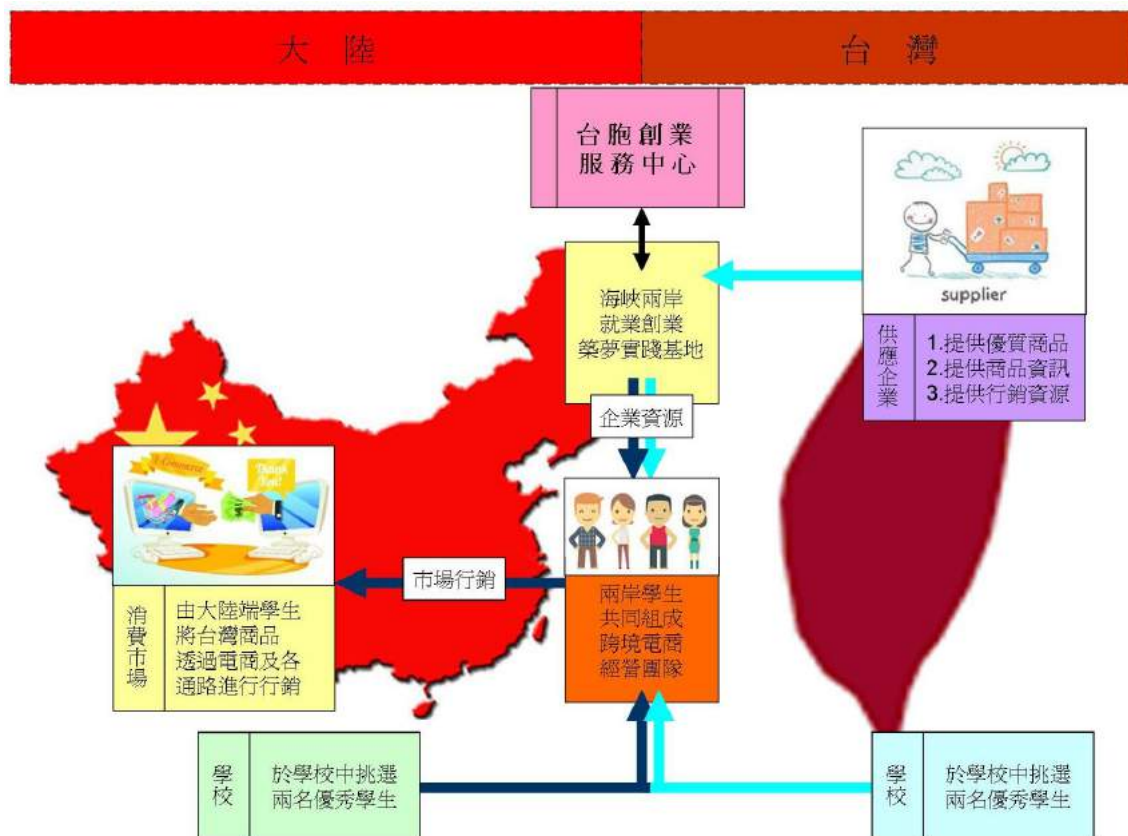 大陸
台灣
台胞創業
服務中心
supplier
海峽兩岸
就業創業
築夢實踐基地
供應企業
1.提供優質商品
2.提供商品資訊
3.提供行銷資源
企業資源
E-Commerce
Thank
You!
市場行銷
消費市場
由大陸端學生
將台灣商品
透過電商及各
通路進行行銷
兩岸學生
共同組成
跨境電商
經營團隊
學校
於學校中挑選
兩名優秀學生
學校
於學校中挑選
兩名優秀學生